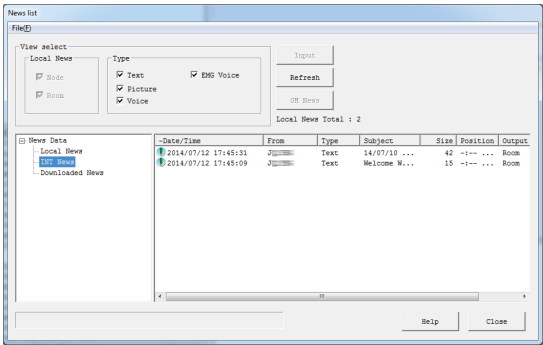 News list
File(F)
View select
Local News
Node
Room
Type
Text
EMG Voice
Picture
Voice
Input
Refresh
GM News
Local News Total : 2
News Data
Local News
INT News
Downloaded News
-Date/Time From Type Subject Size Position Output
2014/07/12 17:45:31 J Text 14/07/10 ... 42 -:-- ... Room
2014/07/12 17:45:09 J Text Welcome W... 15 -:-- ... Room
Help
Close